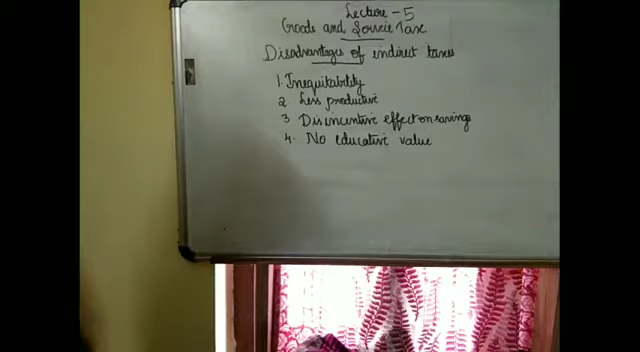 Lecture - 5
Goods and Service Tax
Disadvantages of indirect taxes
1. Inequitability
2. Less productive
3 Disincentive effect on savings
4. No educative value